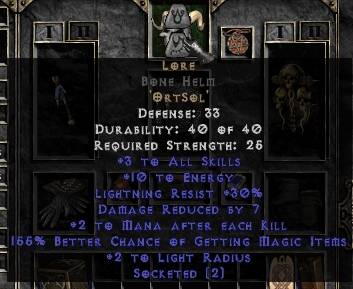 I II I II
Lore
Bone Helm
'OrtSol'
Defense: 33
Durability: 40 of 40
Required Strength: 25
+3 to All Skills
+10 to Energy
Lightning Resist +30%
Damage Reduced by 7
+2 to Mana after each Kill
155% Better Chance of Getting Magic Items
+2 to Light Radius
Socketed (2)